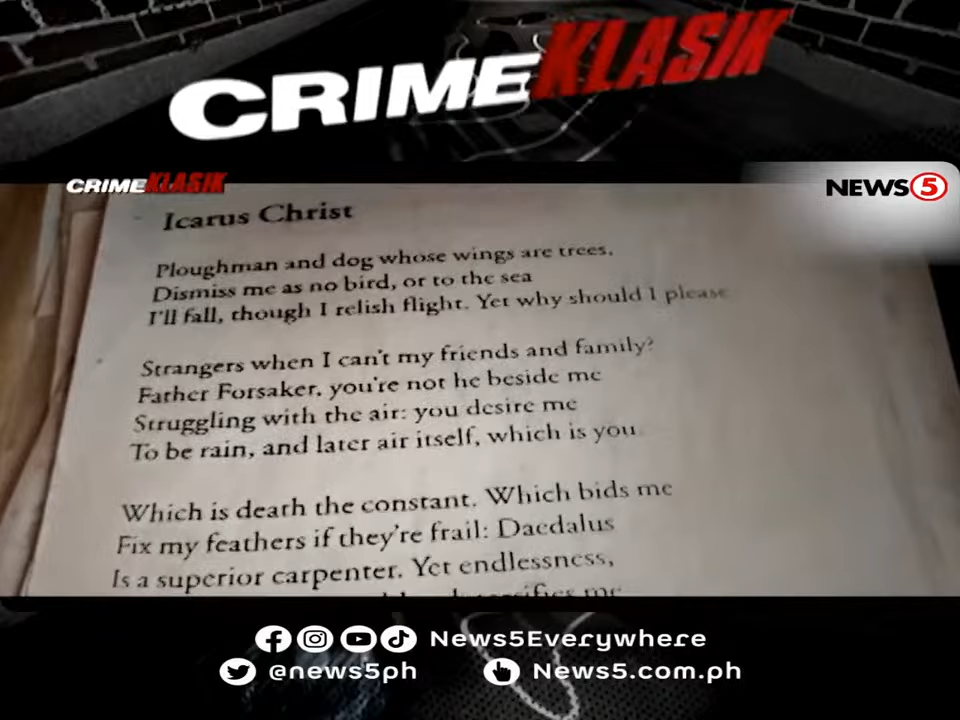 CRIMEKLASIK
CRIMEKLASIK
NEWS5
Icarus Christ
Ploughman and dog whose wings are trees,
Dismiss me as no bird, or to the sea
I'll fall, though I relish flight. Yet why should I please
Strangers when I can't my friends and family?
Father Forsaker, you're not he beside me
Struggling with the air: you desire me
To be rain, and later air itself, which is you
Which is death the constant. Which bids me
Fix my feathers if they're frail: Daedalus
Is a superior carpenter. Yet endlessness,
me
News5Everywhere
@news5ph News5.com.ph